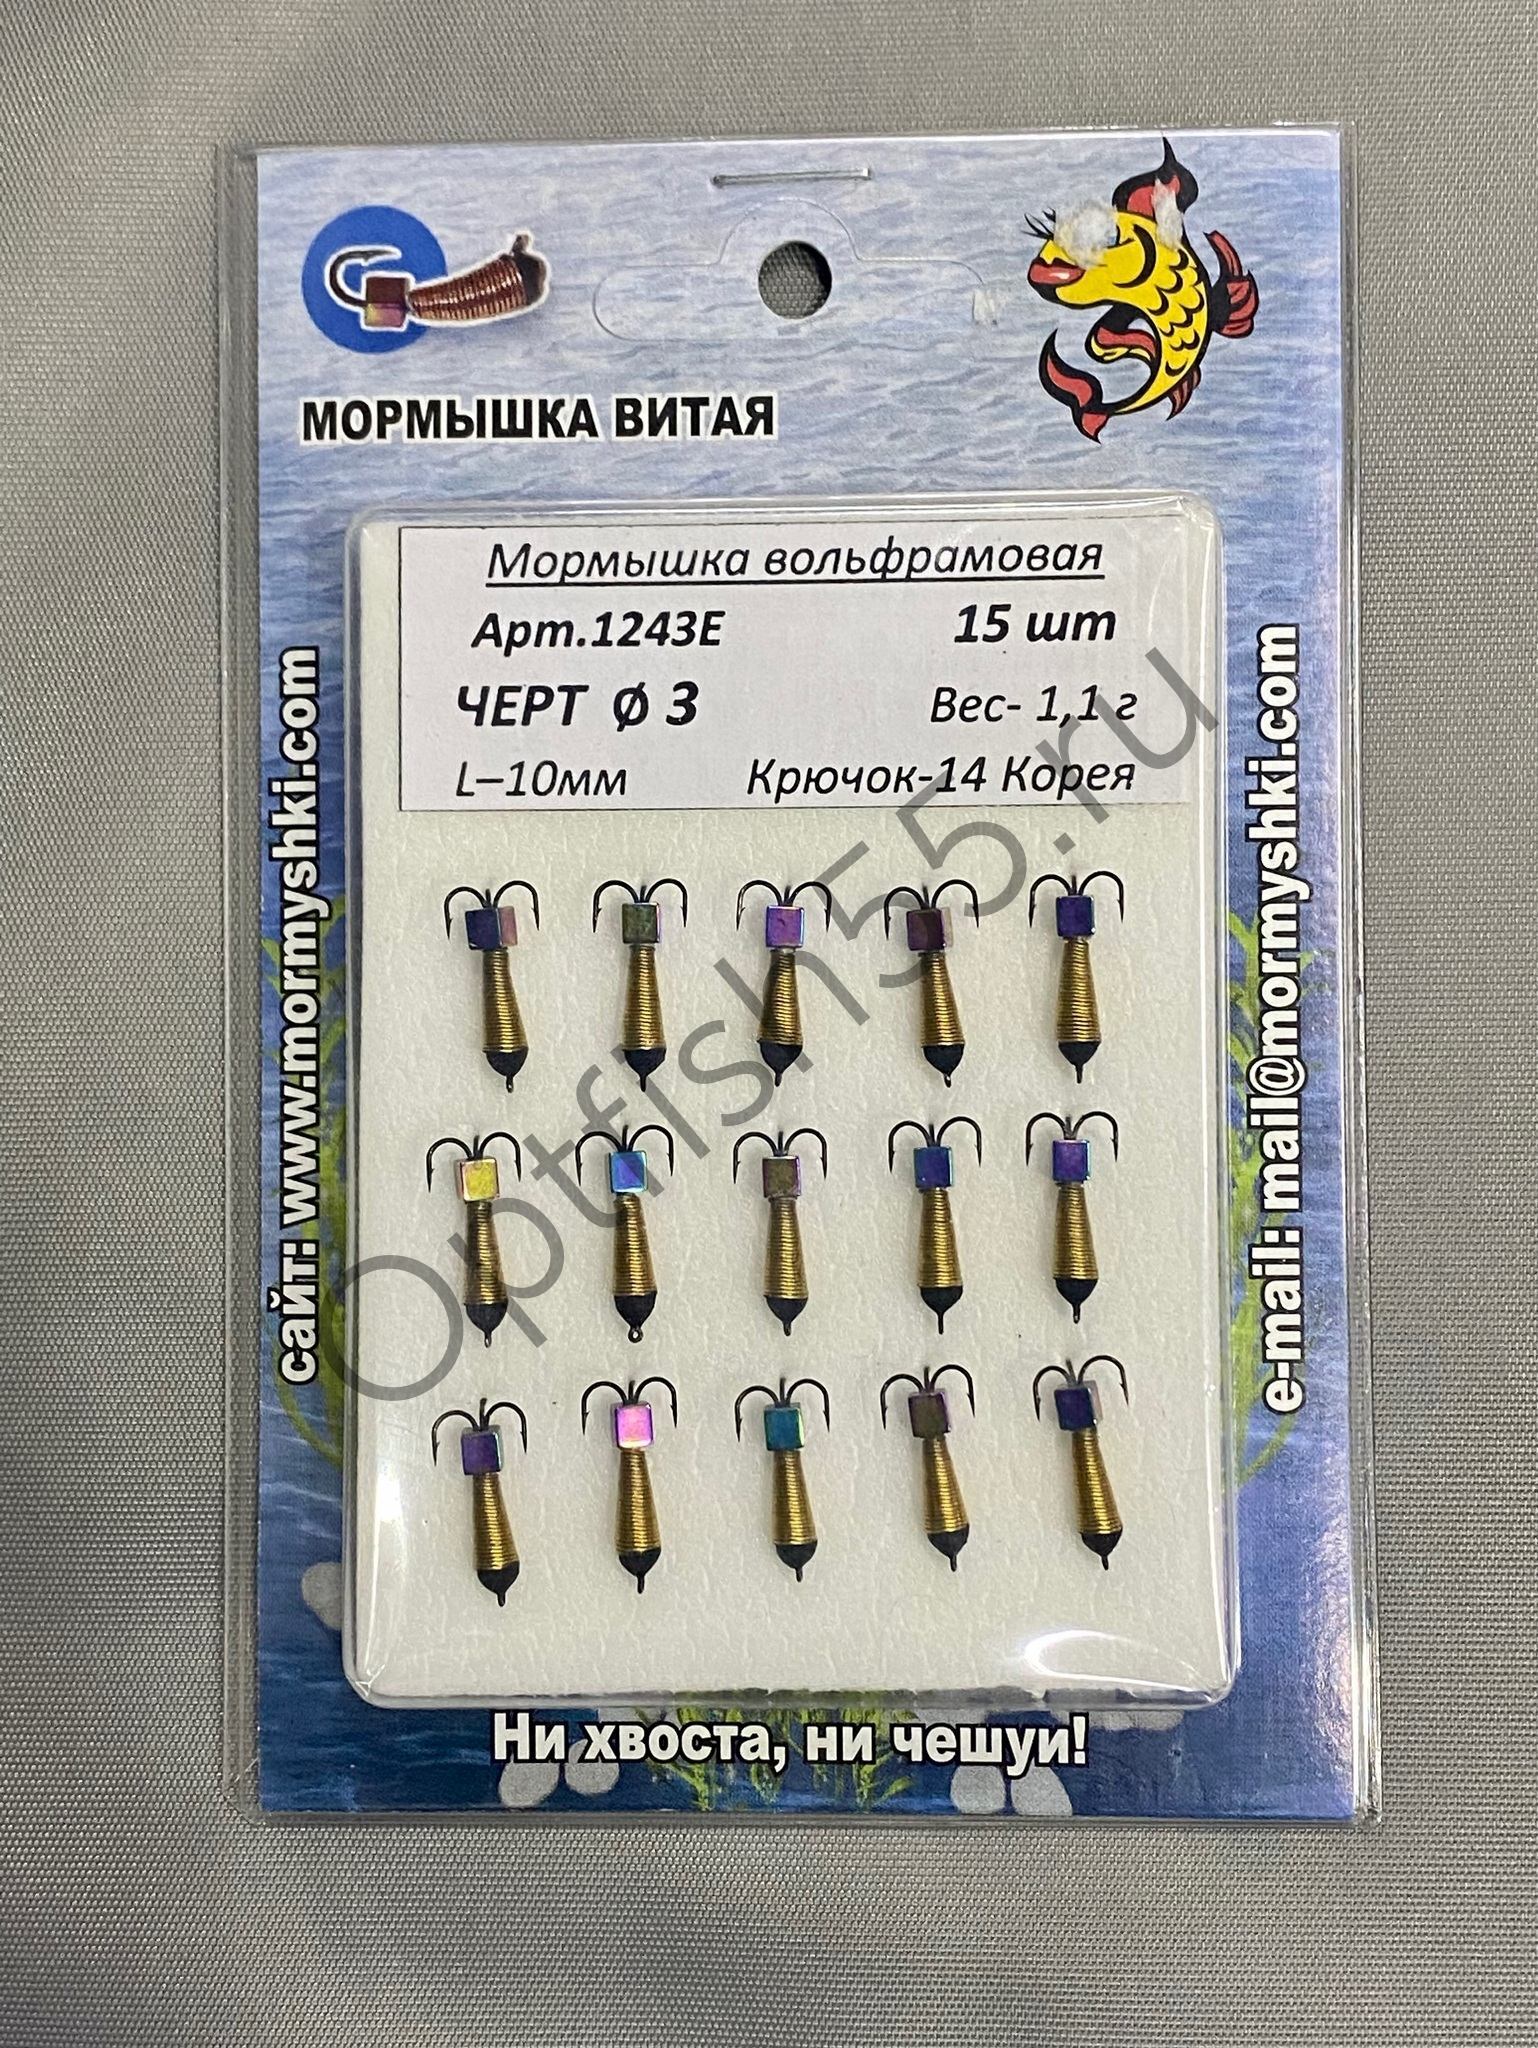 МОРМЫШКА ВИТАЯ
Мормышка вольфрамовая
Арт.1243Е 15 шт
ЧЕРТ Ø 3 Вес- 1,1 г
L–10мм Крючок-14 Корея
сайт: www.mormyshki.com
e-mail: mail@mormyshki.com
Optfish55.ru
Ни хвоста, ни чешуи!